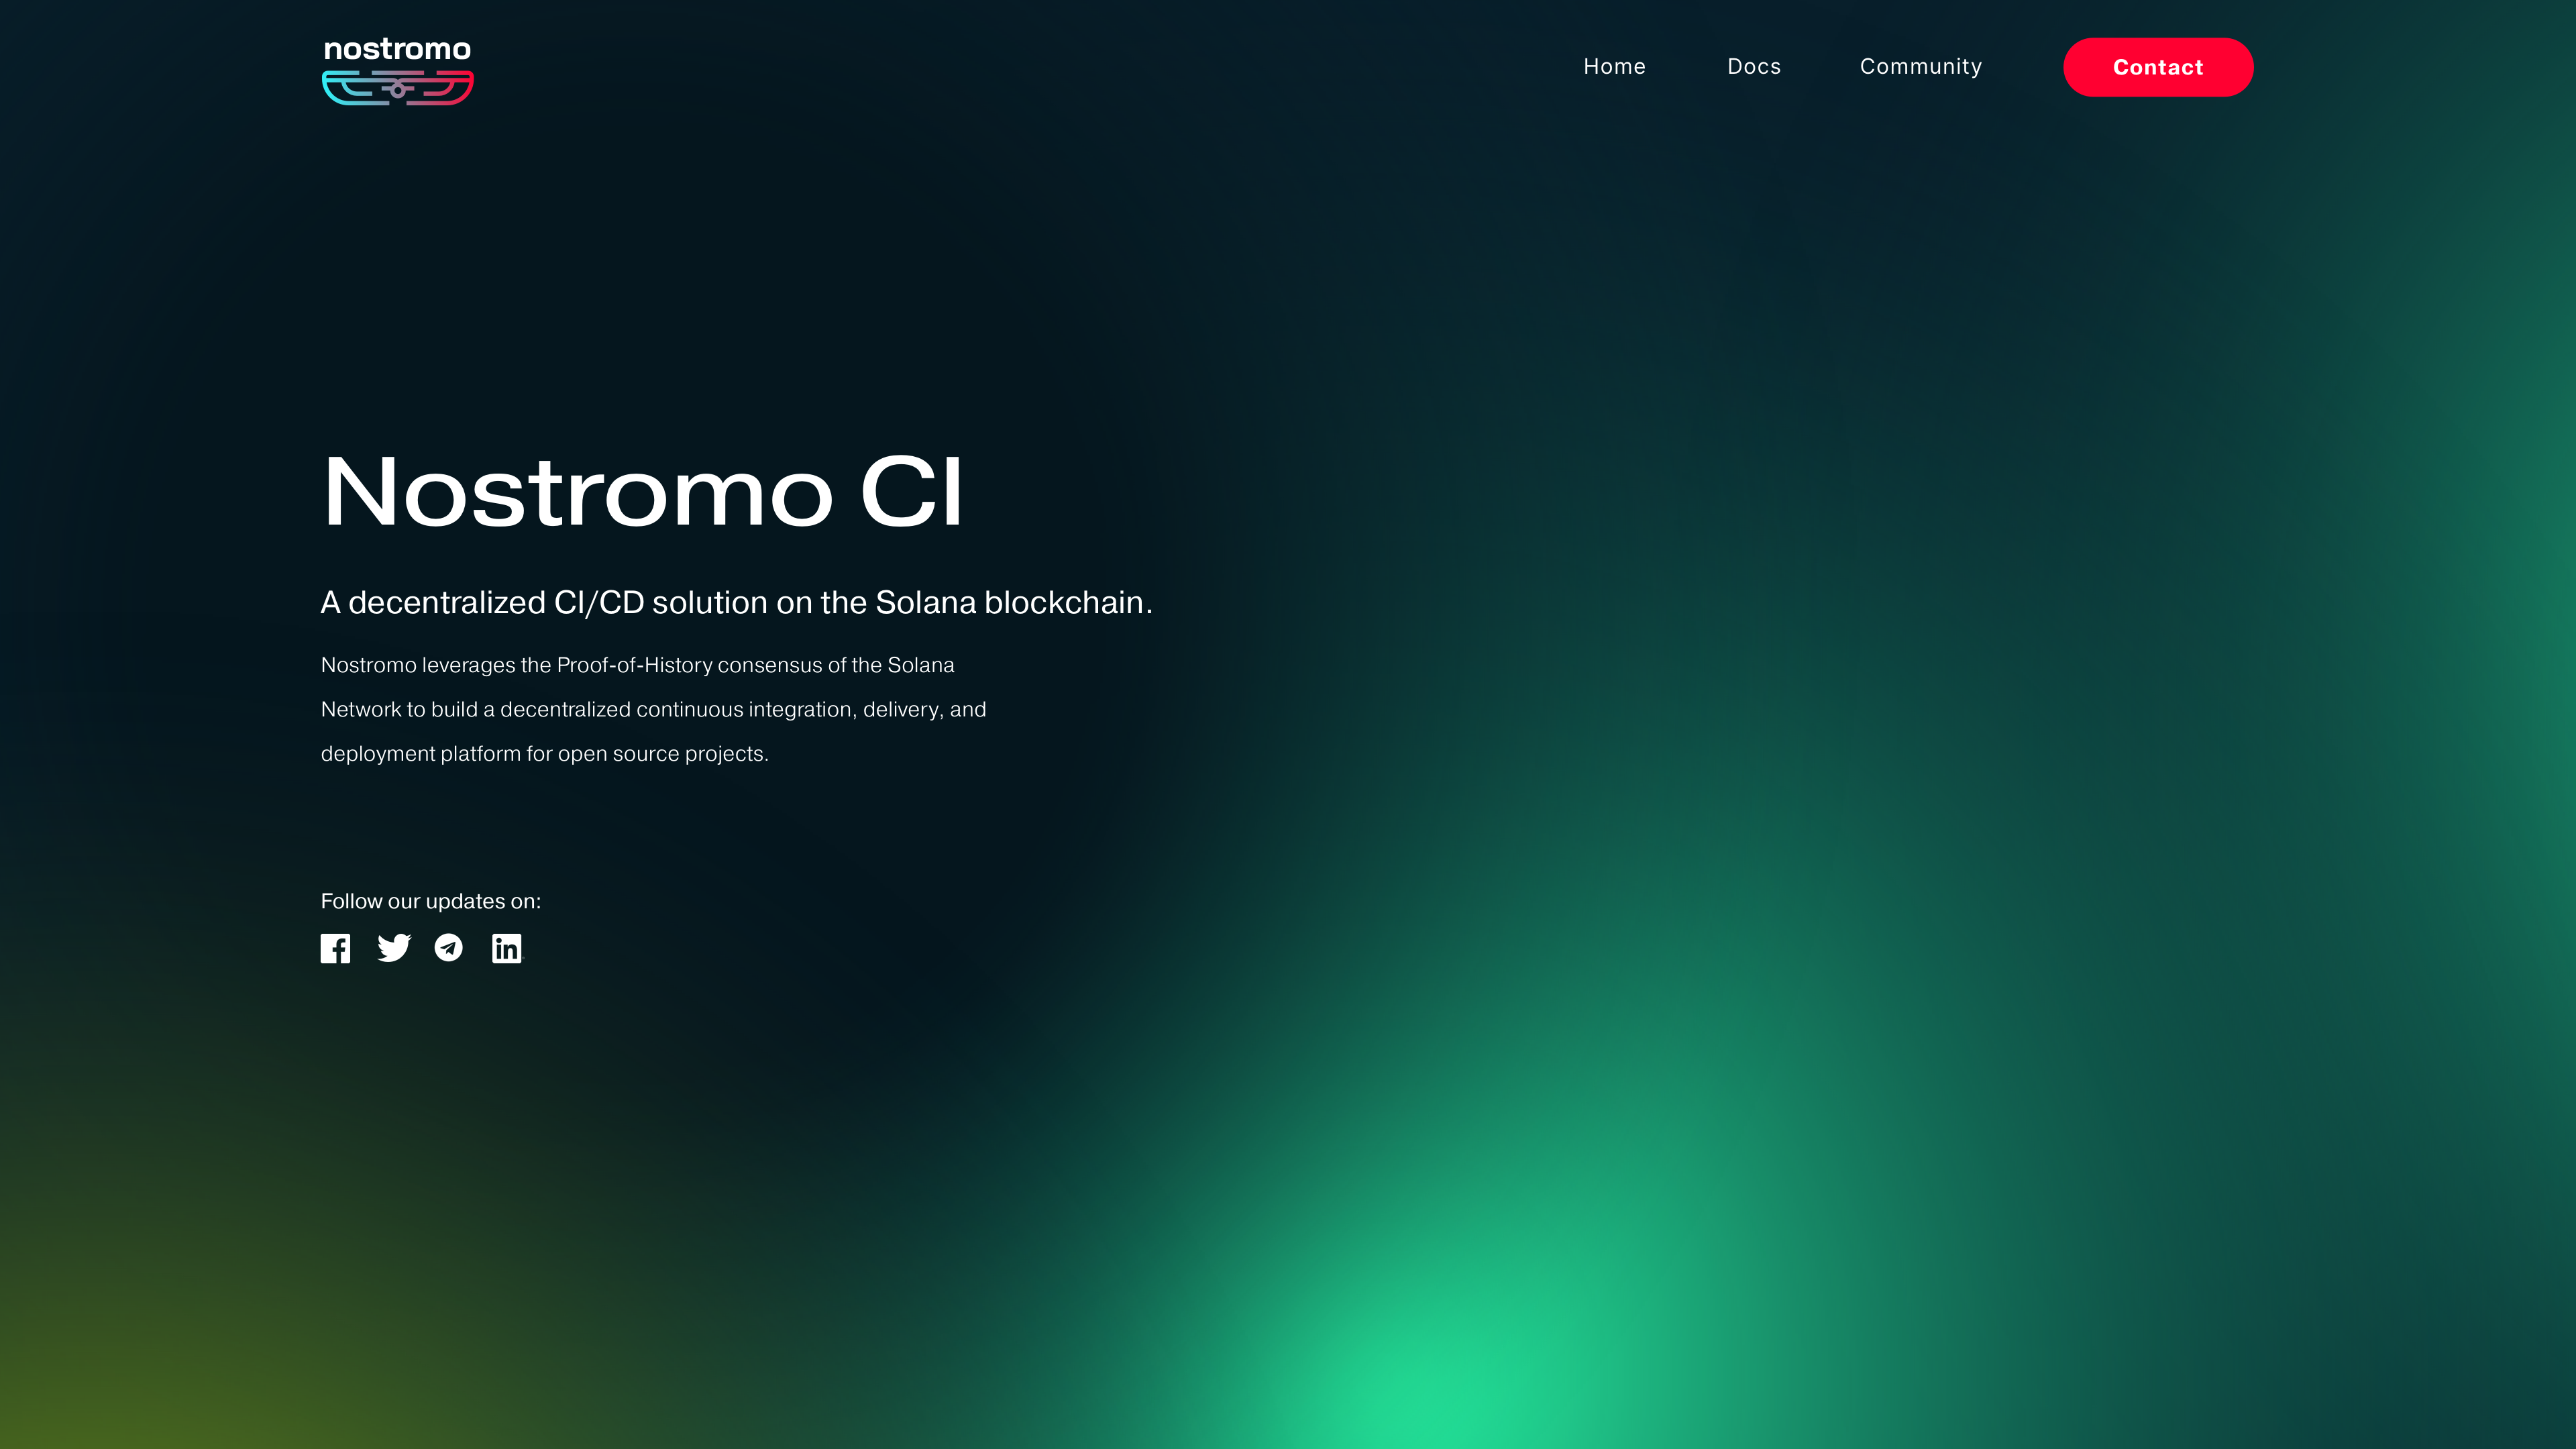 nostromo
Home
Docs
Community
Contact
Nostromo CI
A decentralized CI/CD solution on the Solana blockchain.
Nostromo leverages the Proof-of-History consensus of the Solana
Network to build a decentralized continuous integration, delivery, and
deployment platform for open source projects.
Follow our updates on: